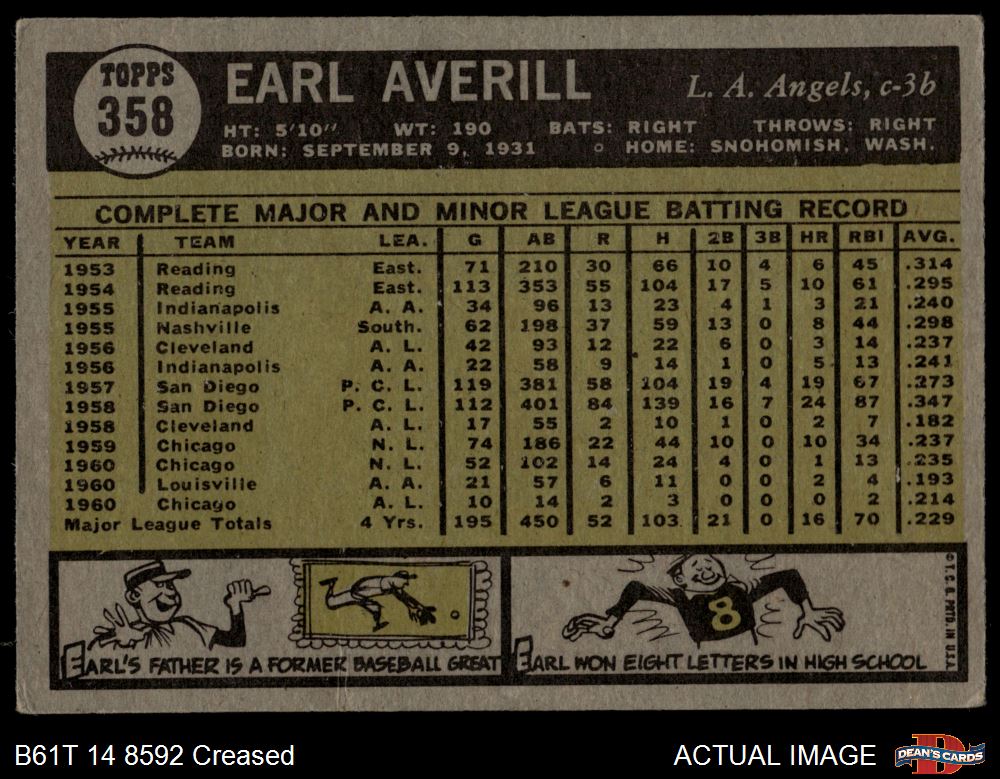 TOPPS
358
EARL AVERILL
L. A. Angels, c-3b
HT: 5'10" WT: 190 BATS: RIGHT THROWS: RIGHT
BORN: SEPTEMBER 9, 1931 HOME: SNOHOMISH, WASH.
COMPLETE MAJOR AND MINOR LEAGUE BATTING RECORD
YEAR TEAM LEA. G AB R H 2B 3B HR RBI AVG.
1953 Reading East. 71 210 30 66 10 4 6 45 .314
1954 Reading East. 113 353 55 104 17 5 10 61 .295
1955 Indianapolis A. A. 34 96 13 23 4 1 3 21 .240
1955 Nashville South. 62 198 37 59 13 0 8 44 .298
1956 Cleveland A. L. 42 93 12 22 6 0 3 14 .237
1956 Indianapolis A. A. 22 58 9 14 1 0 5 13 .241
1957 San Diego P. C. L. 119 381 58 104 19 4 19 67 .273
1958 San Diego P. C. L. 112 401 84 139 16 7 24 87 .347
1958 Cleveland A. L. 17 55 2 10 1 0 2 7 .182
1959 Chicago N. L. 74 186 22 44 10 0 10 34 .237
1960 Chicago N. L. 52 102 14 24 4 0 1 13 .235
1960 Louisville A. A. 21 57 6 11 0 0 2 4 .193
1960 Chicago A. L. 10 14 2 3 0 0 0 2 .214
Major League Totals 4 Yrs. 195 450 52 103 21 0 16 70 .229
EARL'S FATHER IS A FORMER BASEBALL GREAT
8
EARL WON EIGHT LETTERS IN HIGH SCHOOL
© T. C. G. PRTD. IN U.S.A.
B61T 14 8592 Creased
ACTUAL IMAGE
DEAN'S CARDS